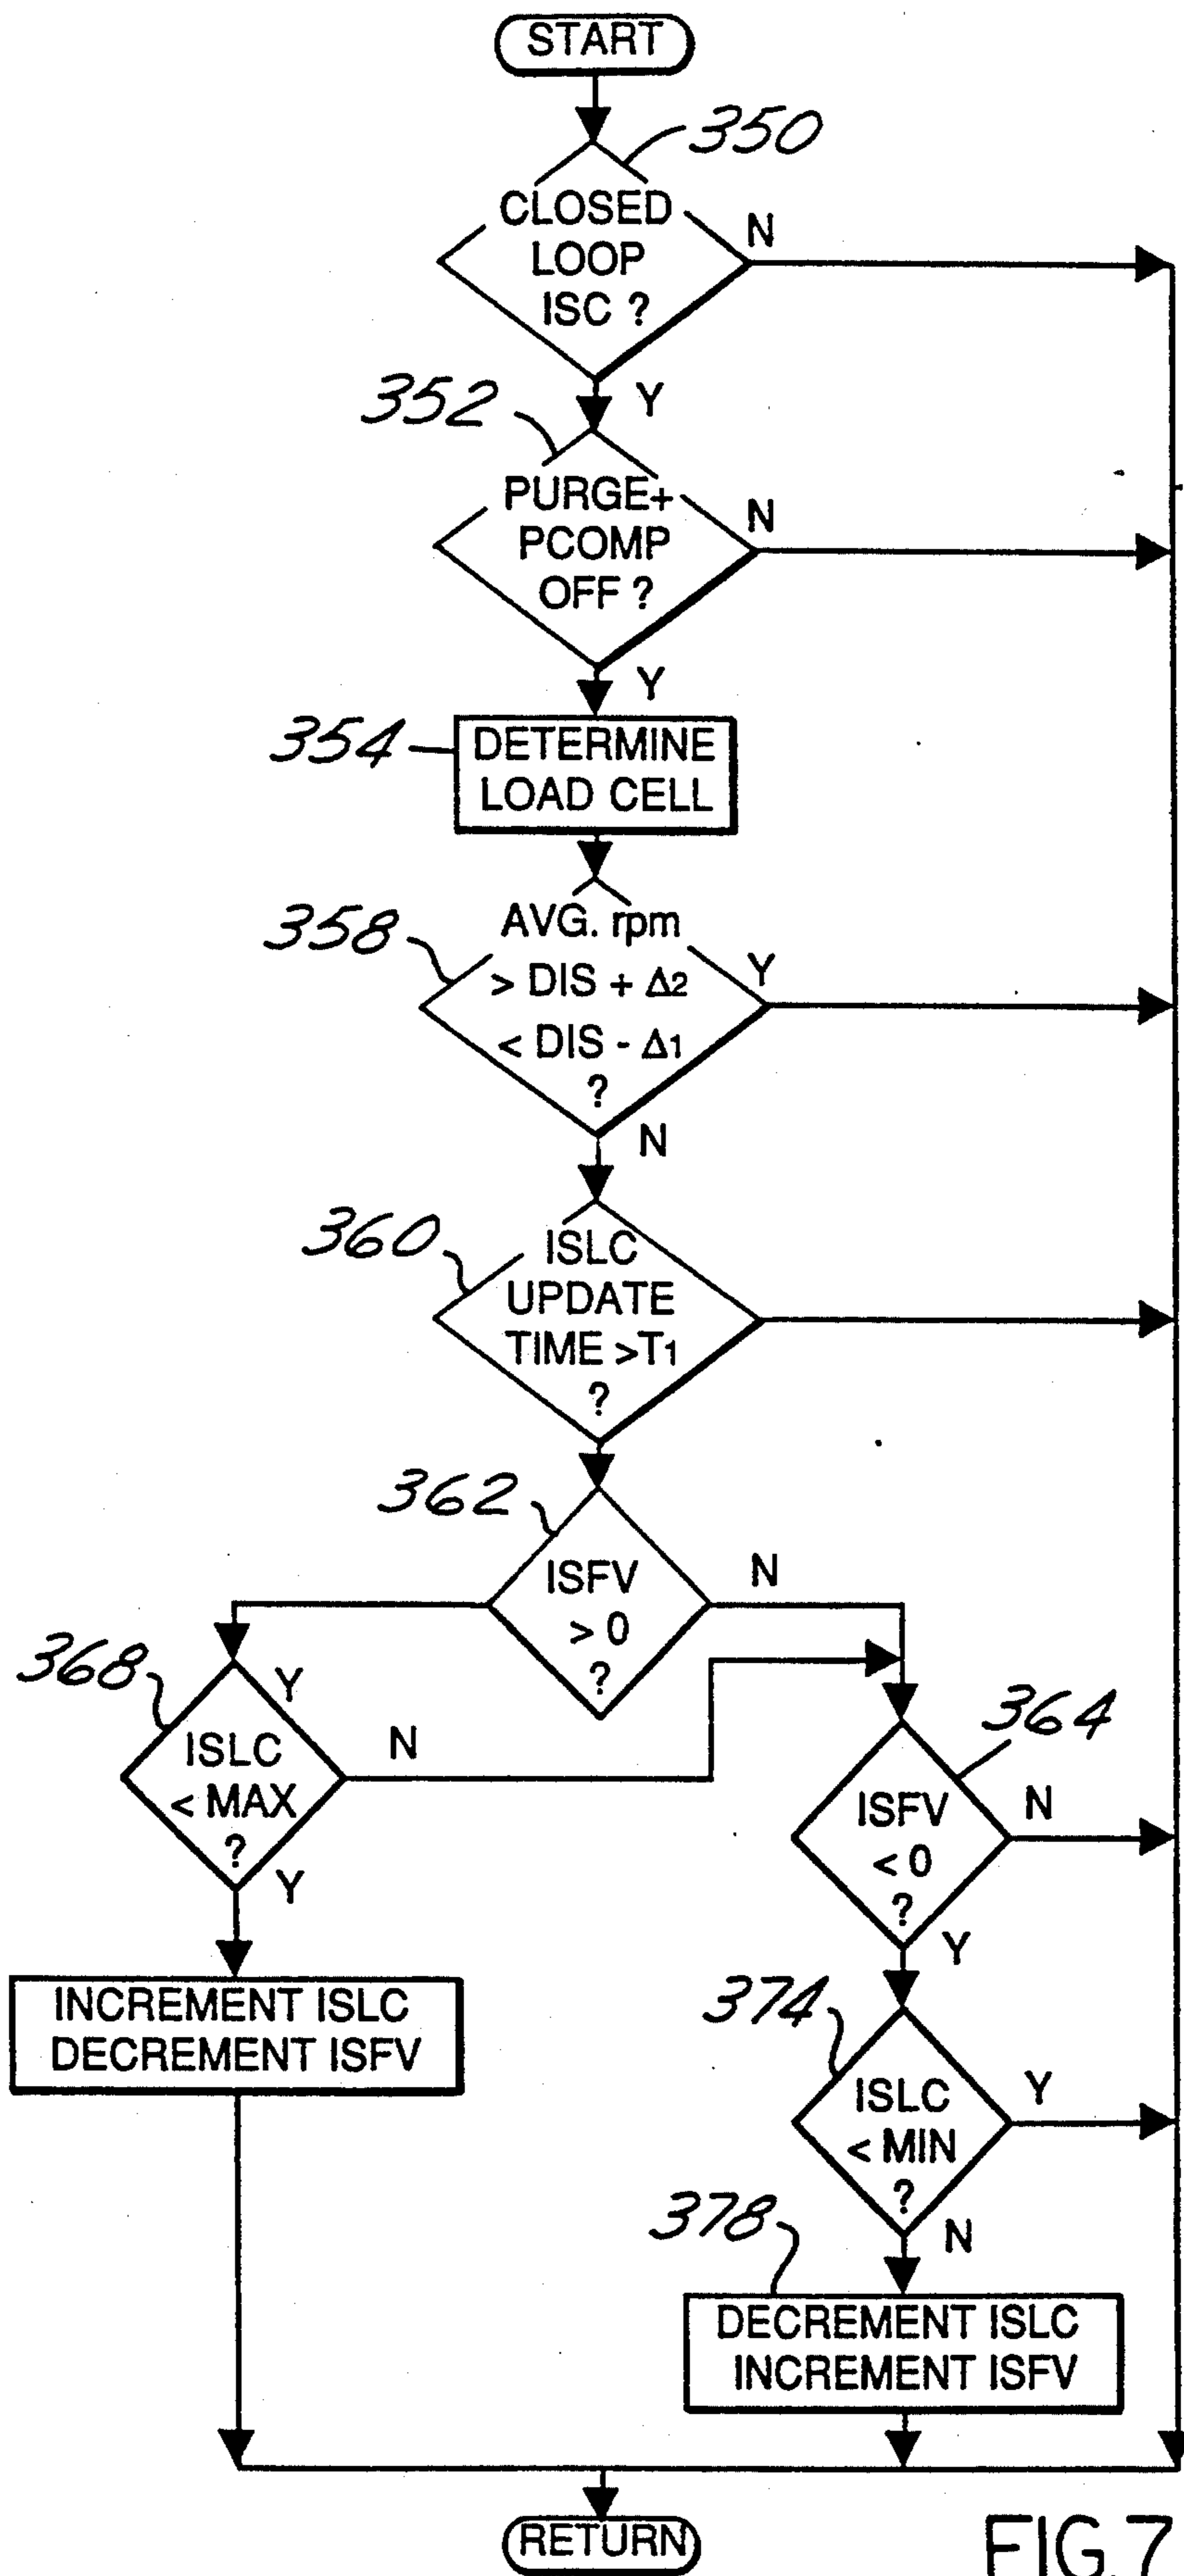 START
350
CLOSED
LOOP
ISC ?
N
Y
352
PURGE+
PCOMP
OFF ?
N
Y
354
DETERMINE
LOAD CELL
358
AVG. rpm
> DIS + Δ2
< DIS - Δ1
?
Y
N
360
ISLC
UPDATE
TIME >T1
?
362
ISFV
> 0
?
N
368
Y
ISLC
< MAX
?
N
Y
364
ISFV
< 0
?
N
Y
INCREMENT ISLC
DECREMENT ISFV
374
ISLC
< MIN
?
Y
N
378
DECREMENT ISLC
INCREMENT ISFV
RETURN
FIG.7